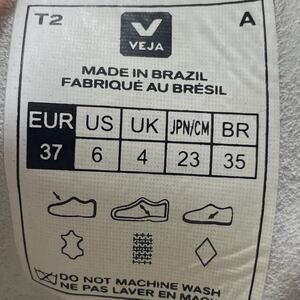 T2 A
VEJA
MADE IN BRAZIL
FABRIQUÉ AU BRÉSIL
EUR US UK JPN/CM BR
37 6 4 23 35
DO NOT MACHINE WASH
NE PAS LAVER EN